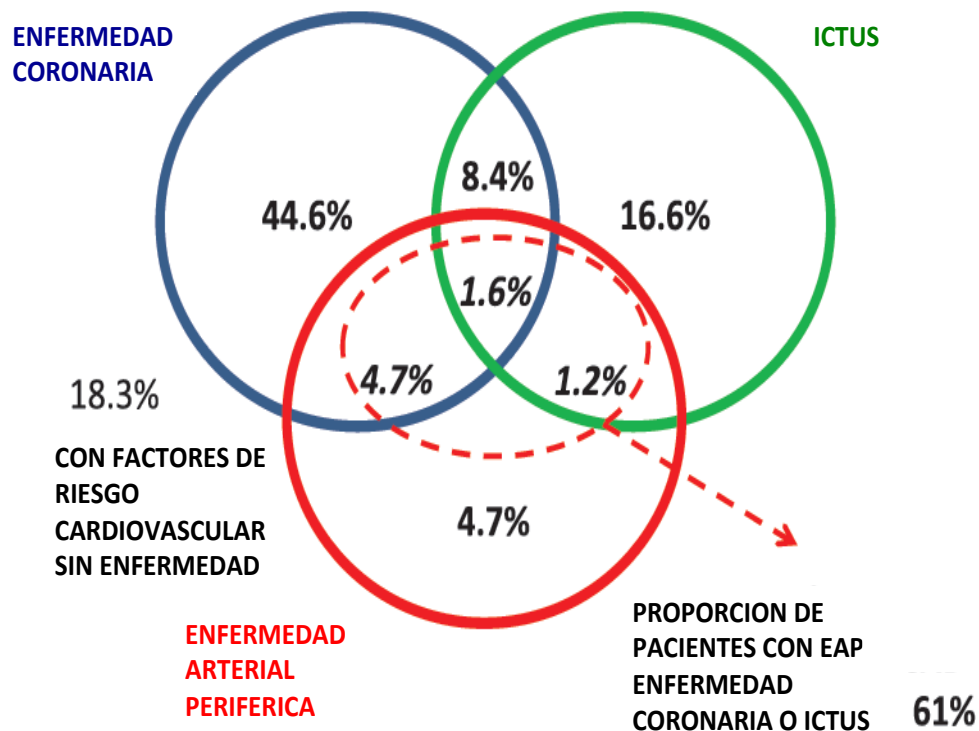 ENFERMEDAD
CORONARIA
ICTUS
8.4%
44.6%
16.6%
1.6%
4.7%
1.2%
18.3%
CON FACTORES DE
RIESGO
CARDIOVASCULAR
SIN ENFERMEDAD
4.7%
ENFERMEDAD
ARTERIAL
PERIFERICA
PROPORCION DE
PACIENTES CON EAP
ENFERMEDAD
CORONARIA O ICTUS
61%